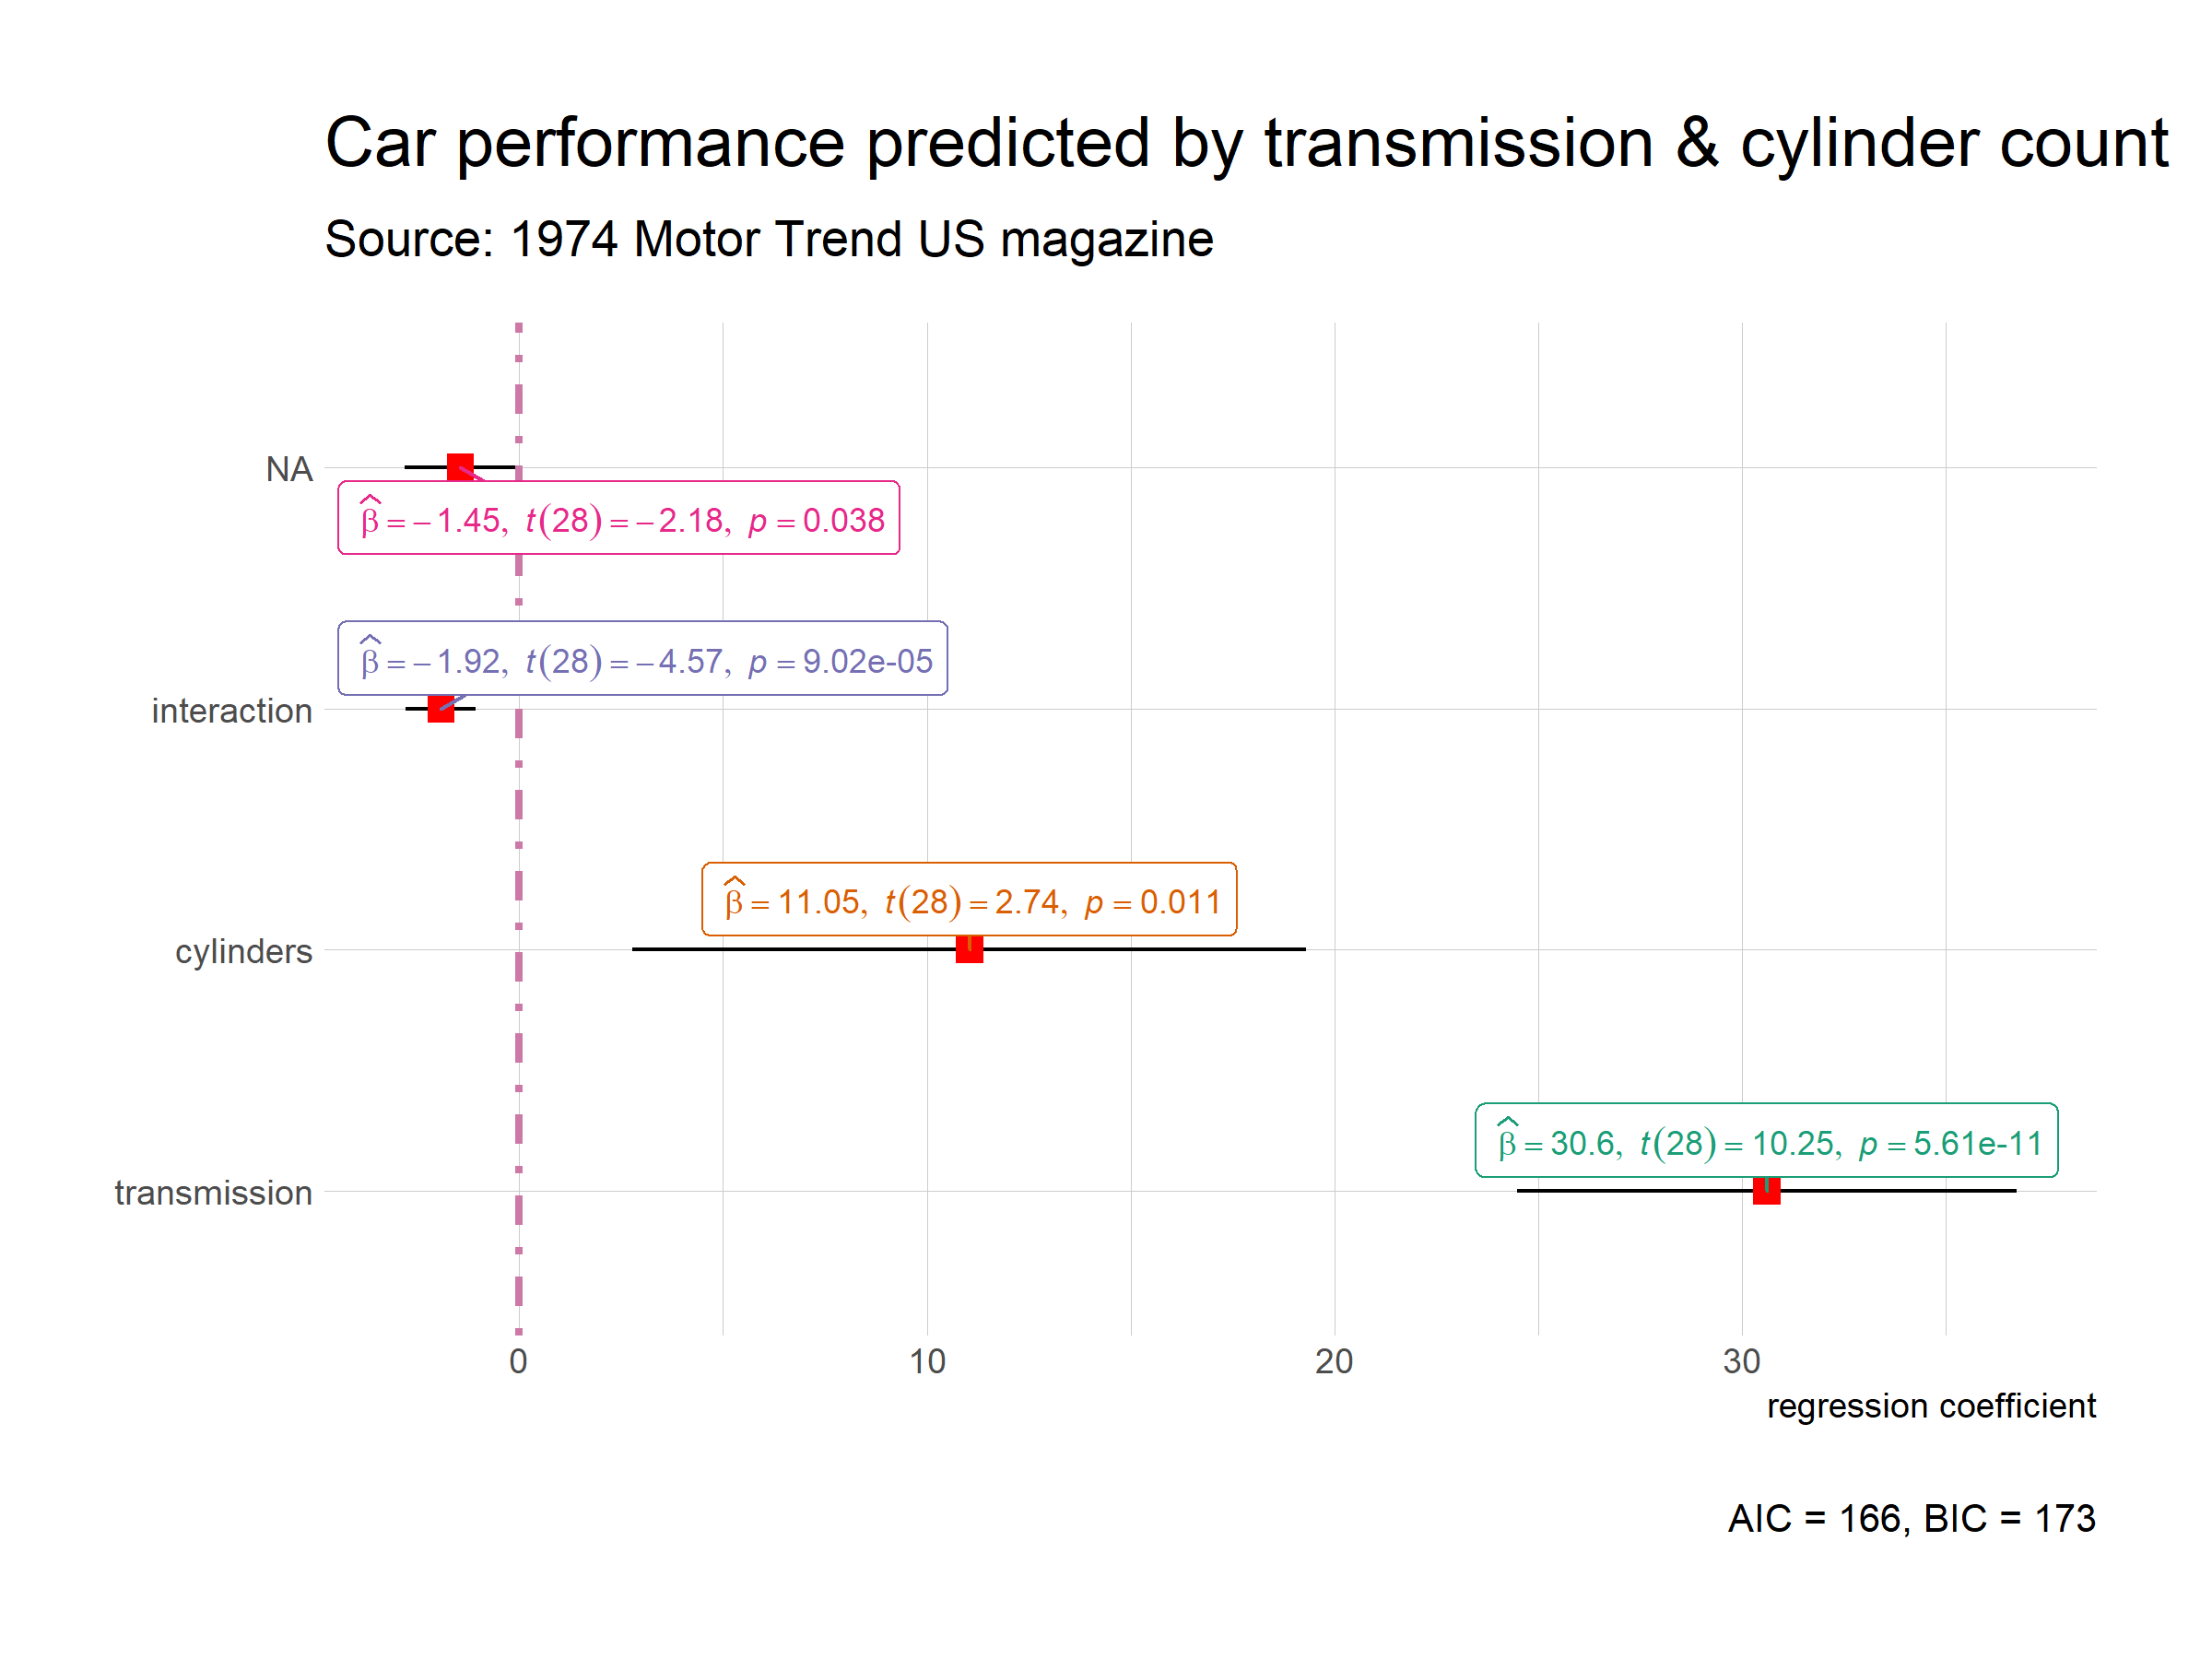 Car performance predicted by transmission & cylinder count
Source: 1974 Motor Trend US magazine
NA
β̂ = − 1.45, t(28) = − 2.18, p = 0.038
β̂ = − 1.92, t(28) = − 4.57, p = 9.02e-05
interaction
β̂ = 11.05, t(28) = 2.74, p = 0.011
cylinders
β̂ = 30.6, t(28) = 10.25, p = 5.61e-11
transmission
0 10 20 30
regression coefficient
AIC = 166, BIC = 173